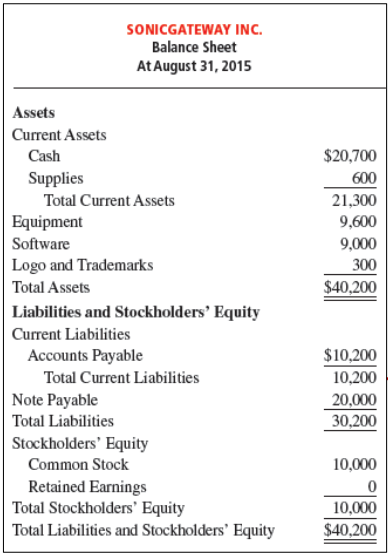 SONICGATEWAY INC.
Balance Sheet
At August 31, 2015
Assets
Current Assets
Cash $20,700
Supplies 600
Total Current Assets 21,300
Equipment 9,600
Software 9,000
Logo and Trademarks 300
Total Assets $40,200
Liabilities and Stockholders' Equity
Current Liabilities
Accounts Payable $10,200
Total Current Liabilities 10,200
Note Payable 20,000
Total Liabilities 30,200
Stockholders' Equity
Common Stock 10,000
Retained Earnings 0
Total Stockholders' Equity 10,000
Total Liabilities and Stockholders' Equity $40,200